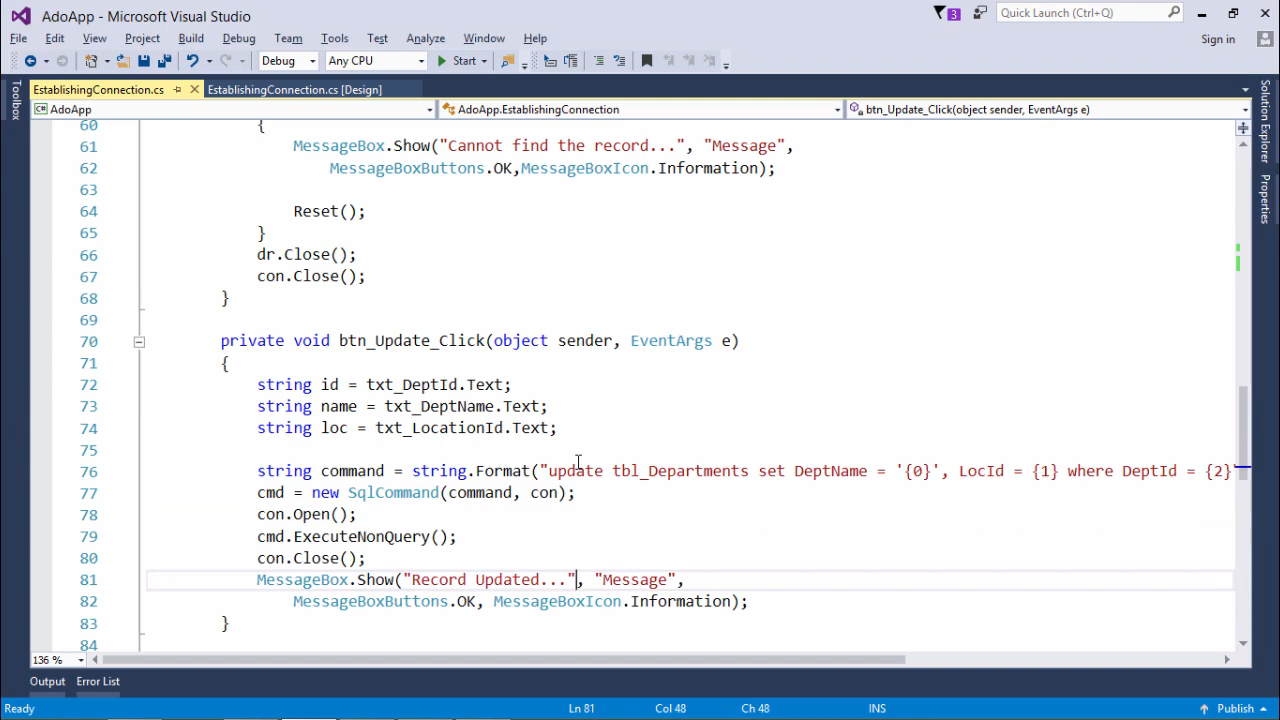 AdoApp - Microsoft Visual Studio
3
Quick Launch (Ctrl+Q)
File Edit View Project Build Debug Team Tools Test Analyze Window Help
Sign in
Debug Any CPU Start
Toolbox
EstablishingConnection.cs EstablishingConnection.cs [Design]
AdoApp AdoApp.EstablishingConnection btn_Update_Click(object sender, EventArgs e)
Solution Explorer
Properties
60 {
61 MessageBox.Show("Cannot find the record...", "Message",
62 MessageBoxButtons.OK,MessageBoxIcon.Information);
63
64 Reset();
65 }
66 dr.Close();
67 con.Close();
68 }
69
70 private void btn_Update_Click(object sender, EventArgs e)
71 {
72 string id = txt_DeptId.Text;
73 string name = txt_DeptName.Text;
74 string loc = txt_LocationId.Text;
75
76 string command = string.Format("update tbl_Departments set DeptName = '{0}', LocId = {1} where DeptId = {2}"
77 cmd = new SqlCommand(command, con);
78 con.Open();
79 cmd.ExecuteNonQuery();
80 con.Close();
81 MessageBox.Show("Record Updated...", "Message",
82 MessageBoxButtons.OK, MessageBoxIcon.Information);
83 }
84
136 %
Output Error List
Ready Ln 81 Col 48 Ch 48 INS Publish